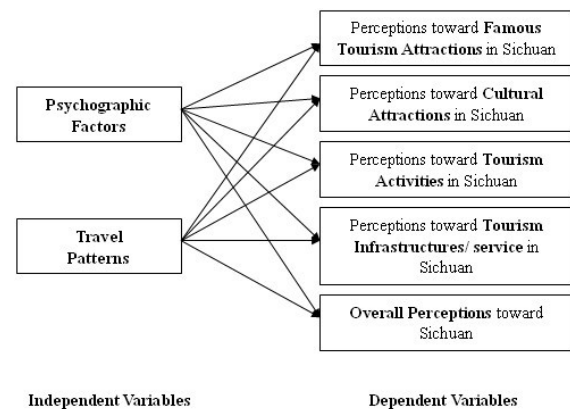 Psychographic
Factors
Travel
Patterns
Perceptions toward Famous
Tourism Attractions in Sichuan
Perceptions toward Cultural
Attractions in Sichuan
Perceptions toward Tourism
Activities in Sichuan
Perceptions toward Tourism
Infrastructures/ service in
Sichuan
Overall Perceptions toward
Sichuan
Independent Variables
Dependent Variables